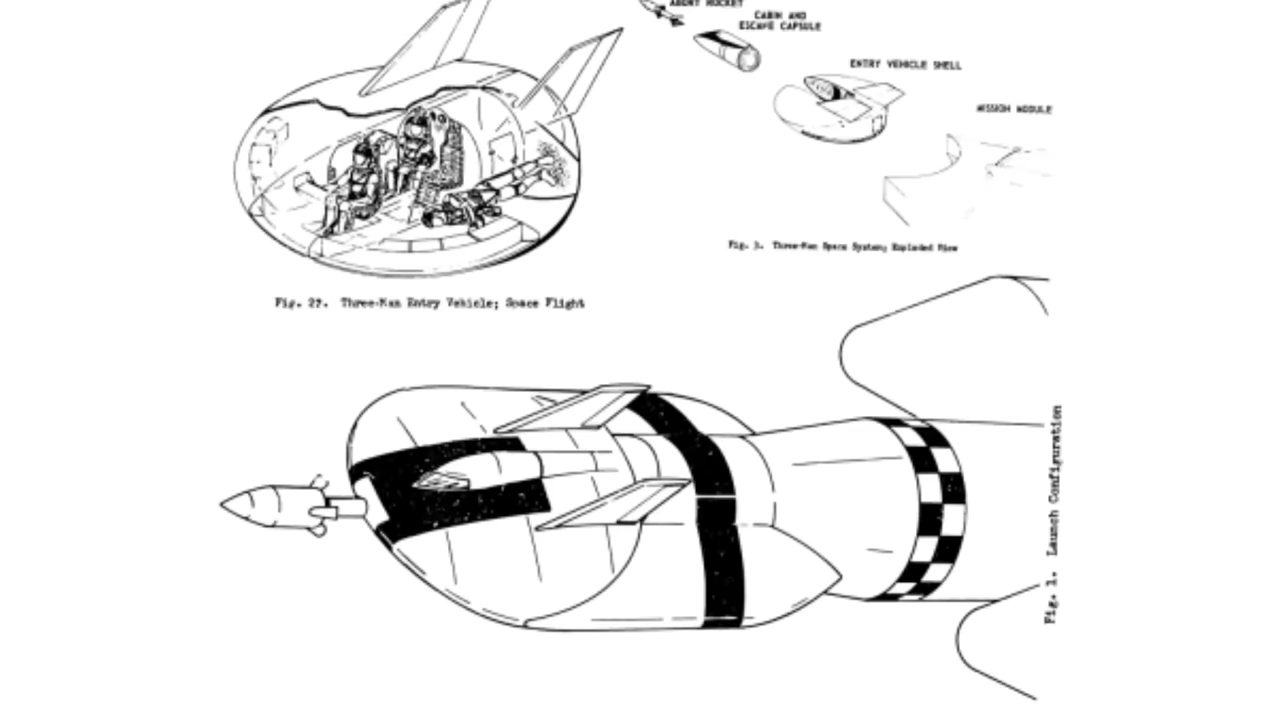 ABORT ROCKET
CABIN AND
ESCAPE CAPSULE
ENTRY VEHICLE SHELL
MISSION MODULE
Fig. 3. Three-Man Space System; Exploded View
Fig. 27. Three-Man Entry Vehicle; Space Flight
Fig. 1. Launch Configuration